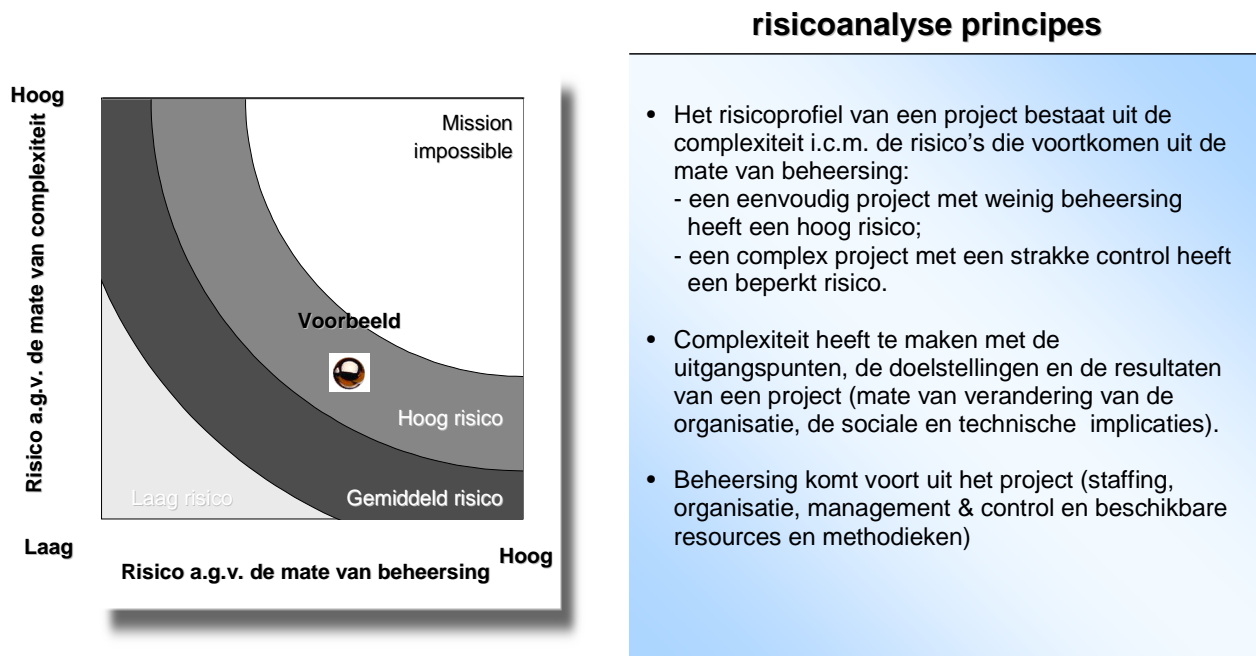 risicoanalyse principes
Hoog
Risico a.g.v. de mate van complexiteit
Mission
impossible
Voorbeeld
Hoog risico
Laag risico
Gemiddeld risico
Laag
Hoog
Risico a.g.v. de mate van beheersing
• Het risicoprofiel van een project bestaat uit de
complexiteit i.c.m. de risico's die voortkomen uit de
mate van beheersing:
- een eenvoudig project met weinig beheersing
heeft een hoog risico;
- een complex project met een strakke control heeft
een beperkt risico.
• Complexiteit heeft te maken met de
uitgangspunten, de doelstellingen en de resultaten
van een project (mate van verandering van de
organisatie, de sociale en technische implicaties).
• Beheersing komt voort uit het project (staffing,
organisatie, management & control en beschikbare
resources en methodieken)